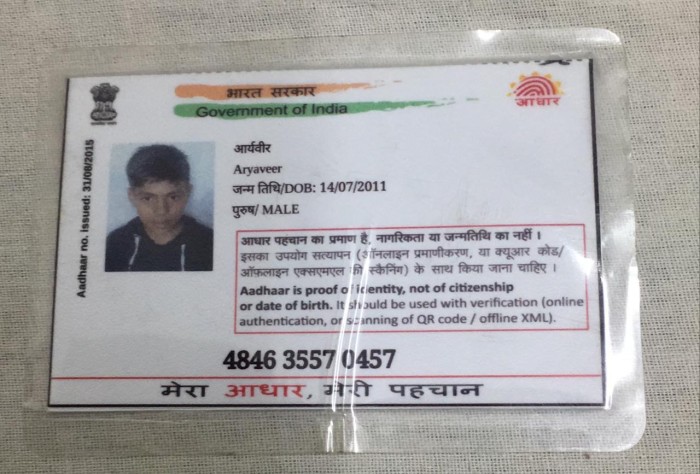 भारत सरकार
Government of India
आधार
आर्यवीर
Aryaveer
जन्म तिथि/DOB: 14/07/2011
पुरुष/ MALE
Aadhaar no. issued: 31/08/2015
आधार पहचान का प्रमाण है, नागरिकता या जन्मतिथि का नहीं ।
इसका उपयोग सत्यापन (ऑनलाइन प्रमाणीकरण, या क्यूआर कोड/
ऑफ़लाइन एक्सएमएल की स्कैनिंग) के साथ किया जाना चाहिए ।
Aadhaar is proof of identity, not of citizenship
or date of birth. It should be used with verification (online
authentication, or scanning of QR code / offline XML).
4846 3557 0457
मेरा आधार, मेरी पहचान